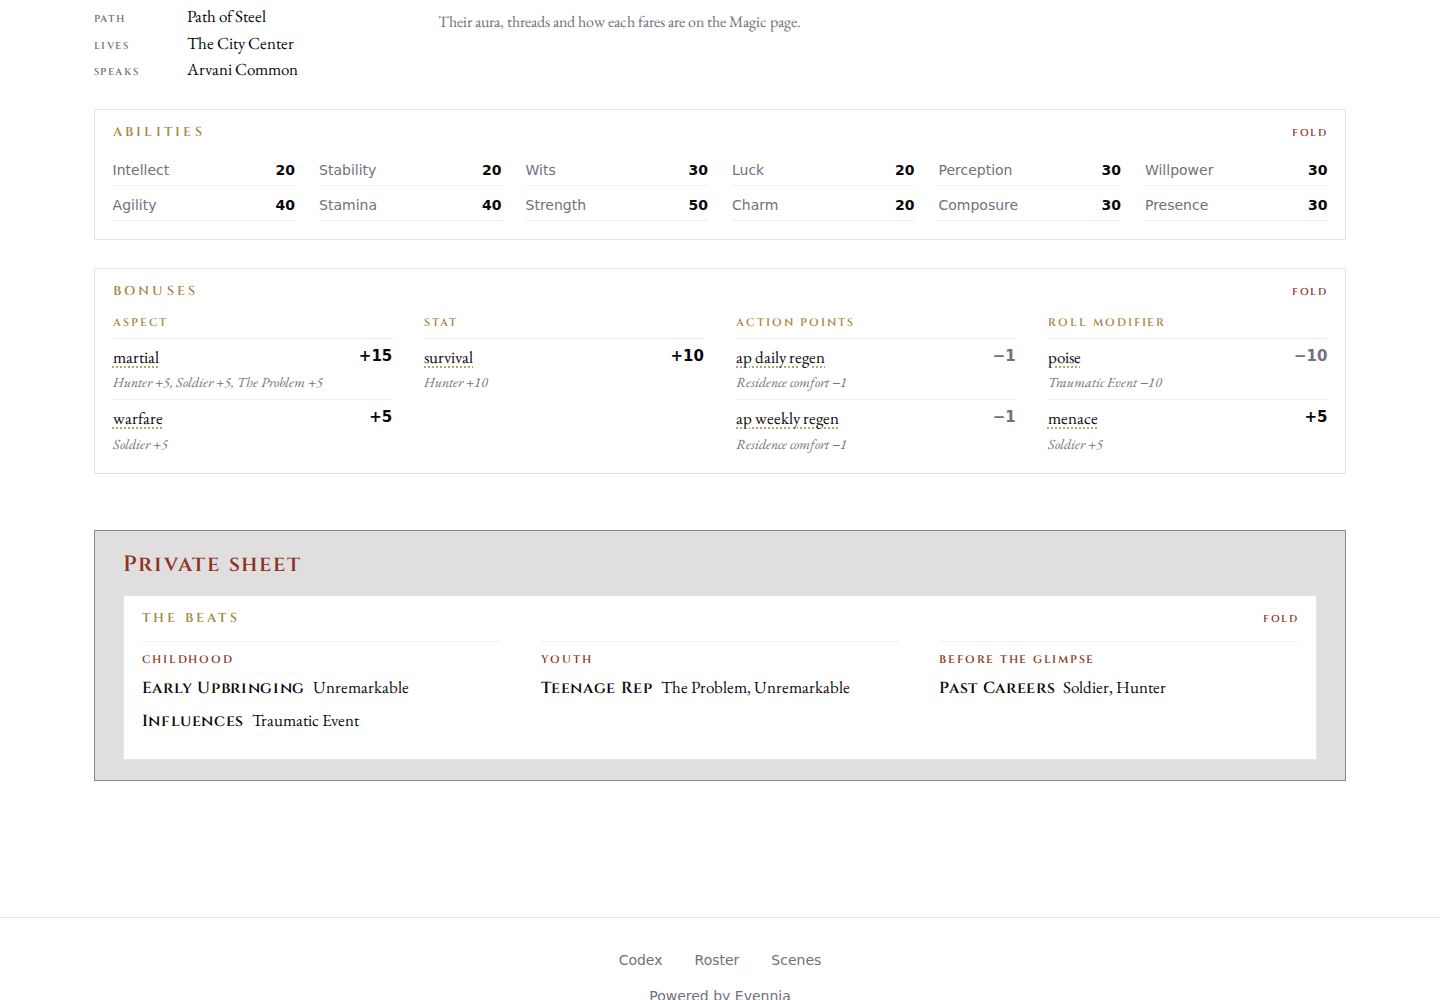 PATH Path of Steel
Their aura, threads and how each fares are on the Magic page.
LIVES The City Center
SPEAKS Arvani Common
ABILITIES FOLD
Intellect 20 Stability 20 Wits 30 Luck 20 Perception 30 Willpower 30
Agility 40 Stamina 40 Strength 50 Charm 20 Composure 30 Presence 30
BONUSES FOLD
ASPECT STAT ACTION POINTS ROLL MODIFIER
martial +15 survival +10 ap daily regen −1 poise −10
Hunter +5, Soldier +5, The Problem +5 Hunter +10 Residence comfort −1 Traumatic Event −10
warfare +5 ap weekly regen −1 menace +5
Soldier +5 Residence comfort −1 Soldier +5
PRIVATE SHEET
THE BEATS FOLD
CHILDHOOD YOUTH BEFORE THE GLIMPSE
EARLY UPBRINGING Unremarkable TEENAGE REP The Problem, Unremarkable PAST CAREERS Soldier, Hunter
INFLUENCES Traumatic Event
Codex Roster Scenes
Powered by Evennia